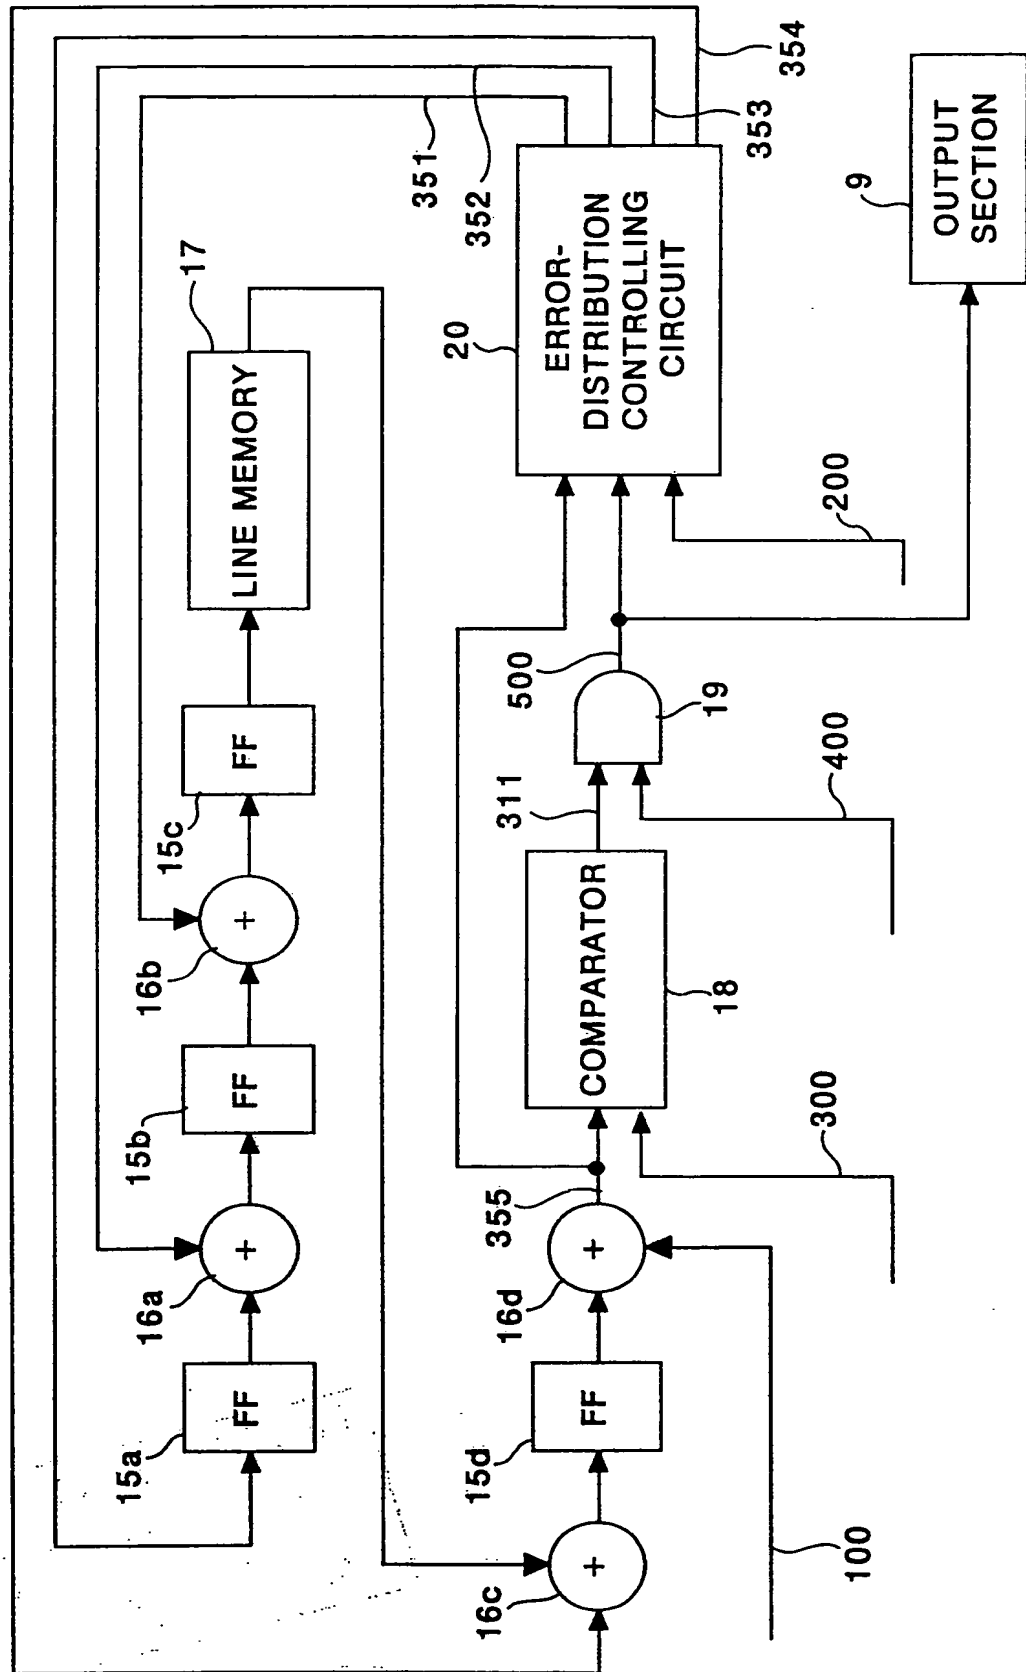 354
353
352
351
17
LINE MEMORY
FF
15c
+
16b
FF
15b
+
16a
FF
15a
20
ERROR-
DISTRIBUTION
CONTROLLING
CIRCUIT
9
OUTPUT
SECTION
200
500
19
400
311
COMPARATOR
18
300
355
+
16d
FF
15d
+
16c
100